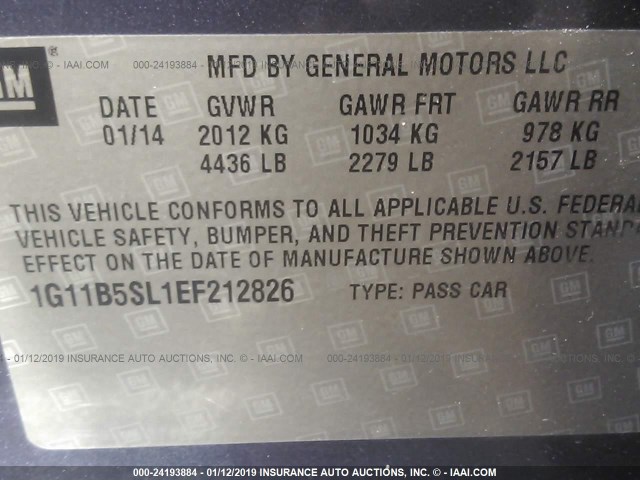 GM
MFD BY GENERAL MOTORS LLC
DATE GVWR GAWR FRT GAWR RR
01/14 2012 KG 1034 KG 978 KG
4436 LB 2279 LB 2157 LB
THIS VEHICLE CONFORMS TO ALL APPLICABLE U.S. FEDERAL
VEHICLE SAFETY, BUMPER, AND THEFT PREVENTION
EFFECT ON THE DATE OF MANUFACTURE SHOWN ABOVE.
1G11B5SL1EF212826 TYPE: PASS CAR
000-24193884 - 01/12/2019 INSURANCE AUTO AUCTIONS, INC. - © IAAI.COM